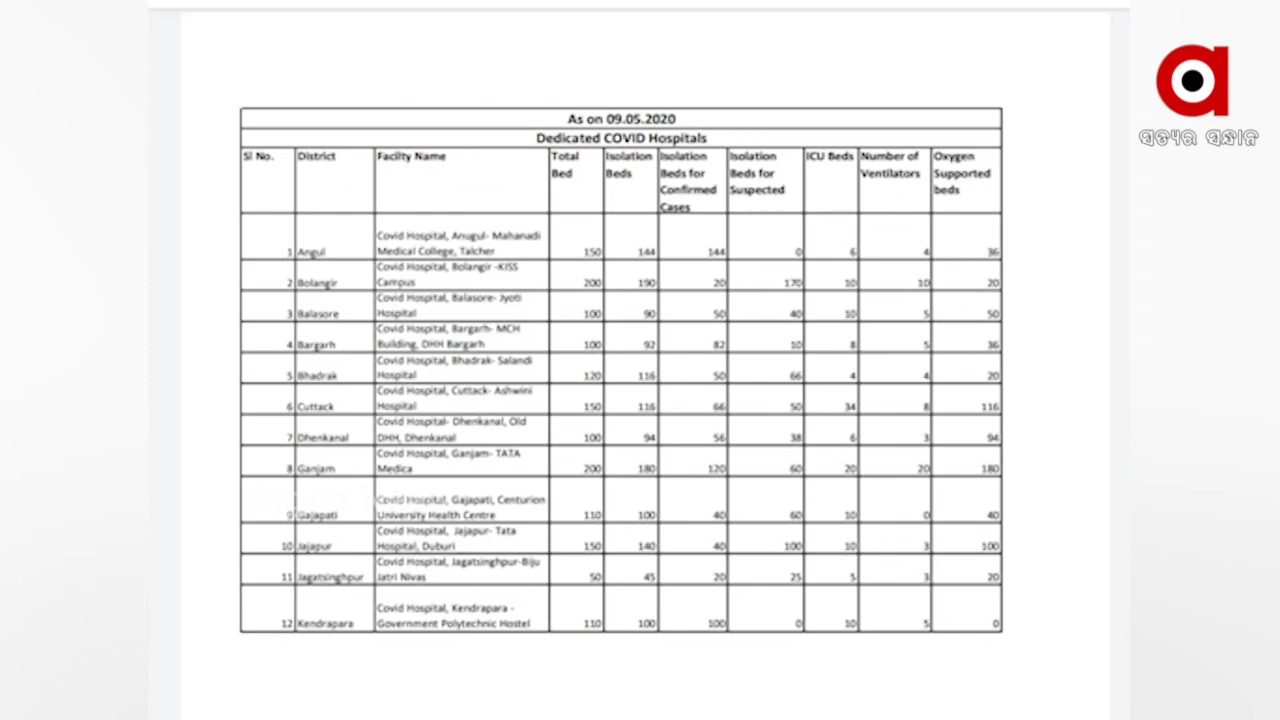 ସତ୍ୟର ସନ୍ଧାନ
As on 09.05.2020
Dedicated COVID Hospitals
Sl No. District Facilty Name Total Bed Isolation Beds Isolation Beds for Confirmed Cases Isolation Beds for Suspected ICU Beds Number of Ventilators Oxygen Supported beds
1 Angul Covid Hospital, Anugul- Mahanadi Medical College, Talcher 150 144 144 0 6 4 36
2 Bolangir Covid Hospital, Bolangir -KISS Campus 200 190 20 170 10 10 20
3 Balasore Covid Hospital, Balasore- Jyoti Hospital 100 90 50 40 10 5 50
4 Bargarh Covid Hospital, Bargarh- MCH Building, DHH Bargarh 100 92 82 10 8 5 36
5 Bhadrak Covid Hospital, Bhadrak- Salandi Hospital 120 116 50 66 4 4 20
6 Cuttack Covid Hospital, Cuttack- Ashwini Hospital 150 116 66 50 34 8 116
7 Dhenkanal Covid Hospital- Dhenkanal, Old DHH, Dhenkanal 100 94 56 38 6 3 94
8 Ganjam Covid Hospital, Ganjam- TATA Medica 200 180 120 60 20 20 180
9 Gajapati Covid Hospital, Gajapati, Centurion University Health Centre 110 100 40 60 10 0 40
10 Jajapur Covid Hospital, Jajapur- Tata Hospital, Duburi 150 140 40 100 10 3 100
11 Jagatsinghpur Covid Hospital, Jagatsinghpur-Biju Jatri Nivas 50 45 20 25 5 3 20
12 Kendrapara Covid Hospital, Kendrapara - Government Polytechnic Hostel 110 100 100 0 10 5 0